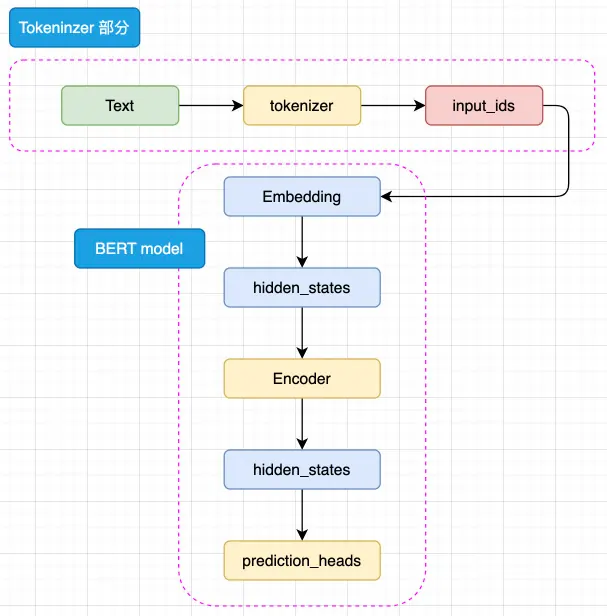 Tokeninzer 部分
Text
tokenizer
input_ids
Embedding
BERT model
hidden_states
Encoder
hidden_states
prediction_heads